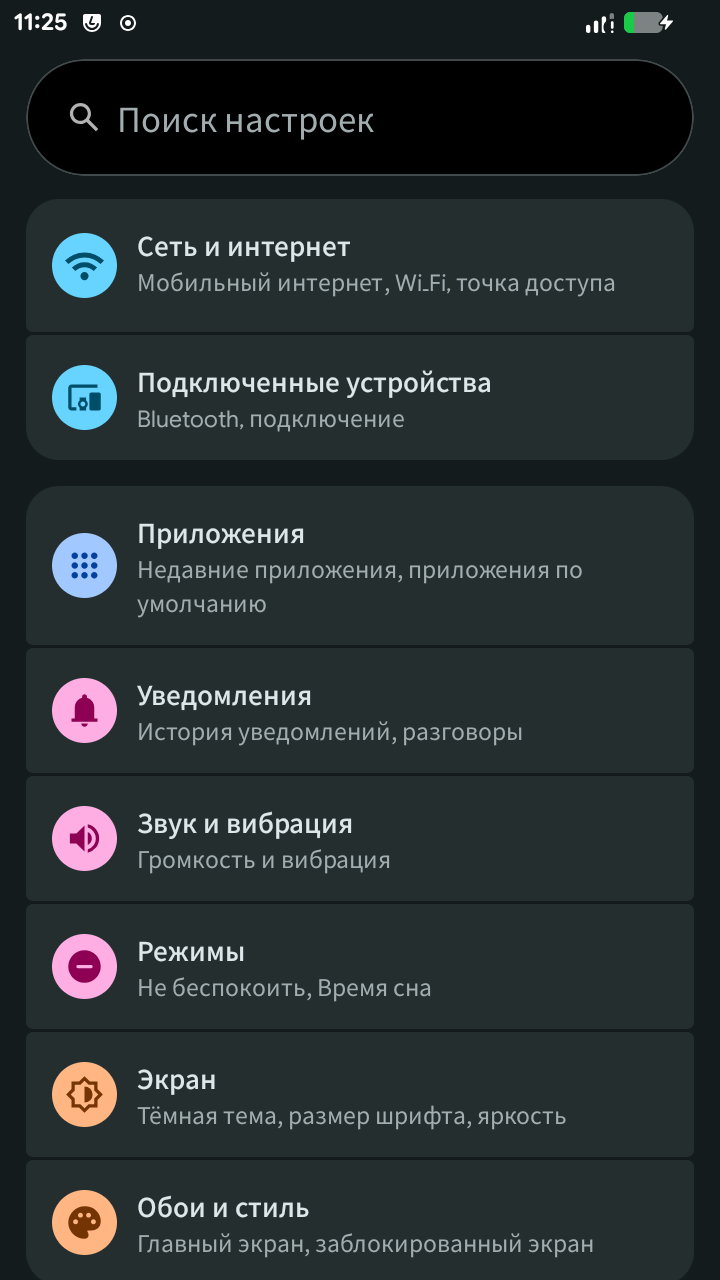 11:25
Поиск настроек
Сеть и интернет
Мобильный интернет, Wi‑Fi, точка доступа
Подключенные устройства
Bluetooth, подключение
Приложения
Недавние приложения, приложения по
умолчанию
Уведомления
История уведомлений, разговоры
Звук и вибрация
Громкость и вибрация
Режимы
Не беспокоить, Время сна
Экран
Тёмная тема, размер шрифта, яркость
Обои и стиль
Главный экран, заблокированный экран